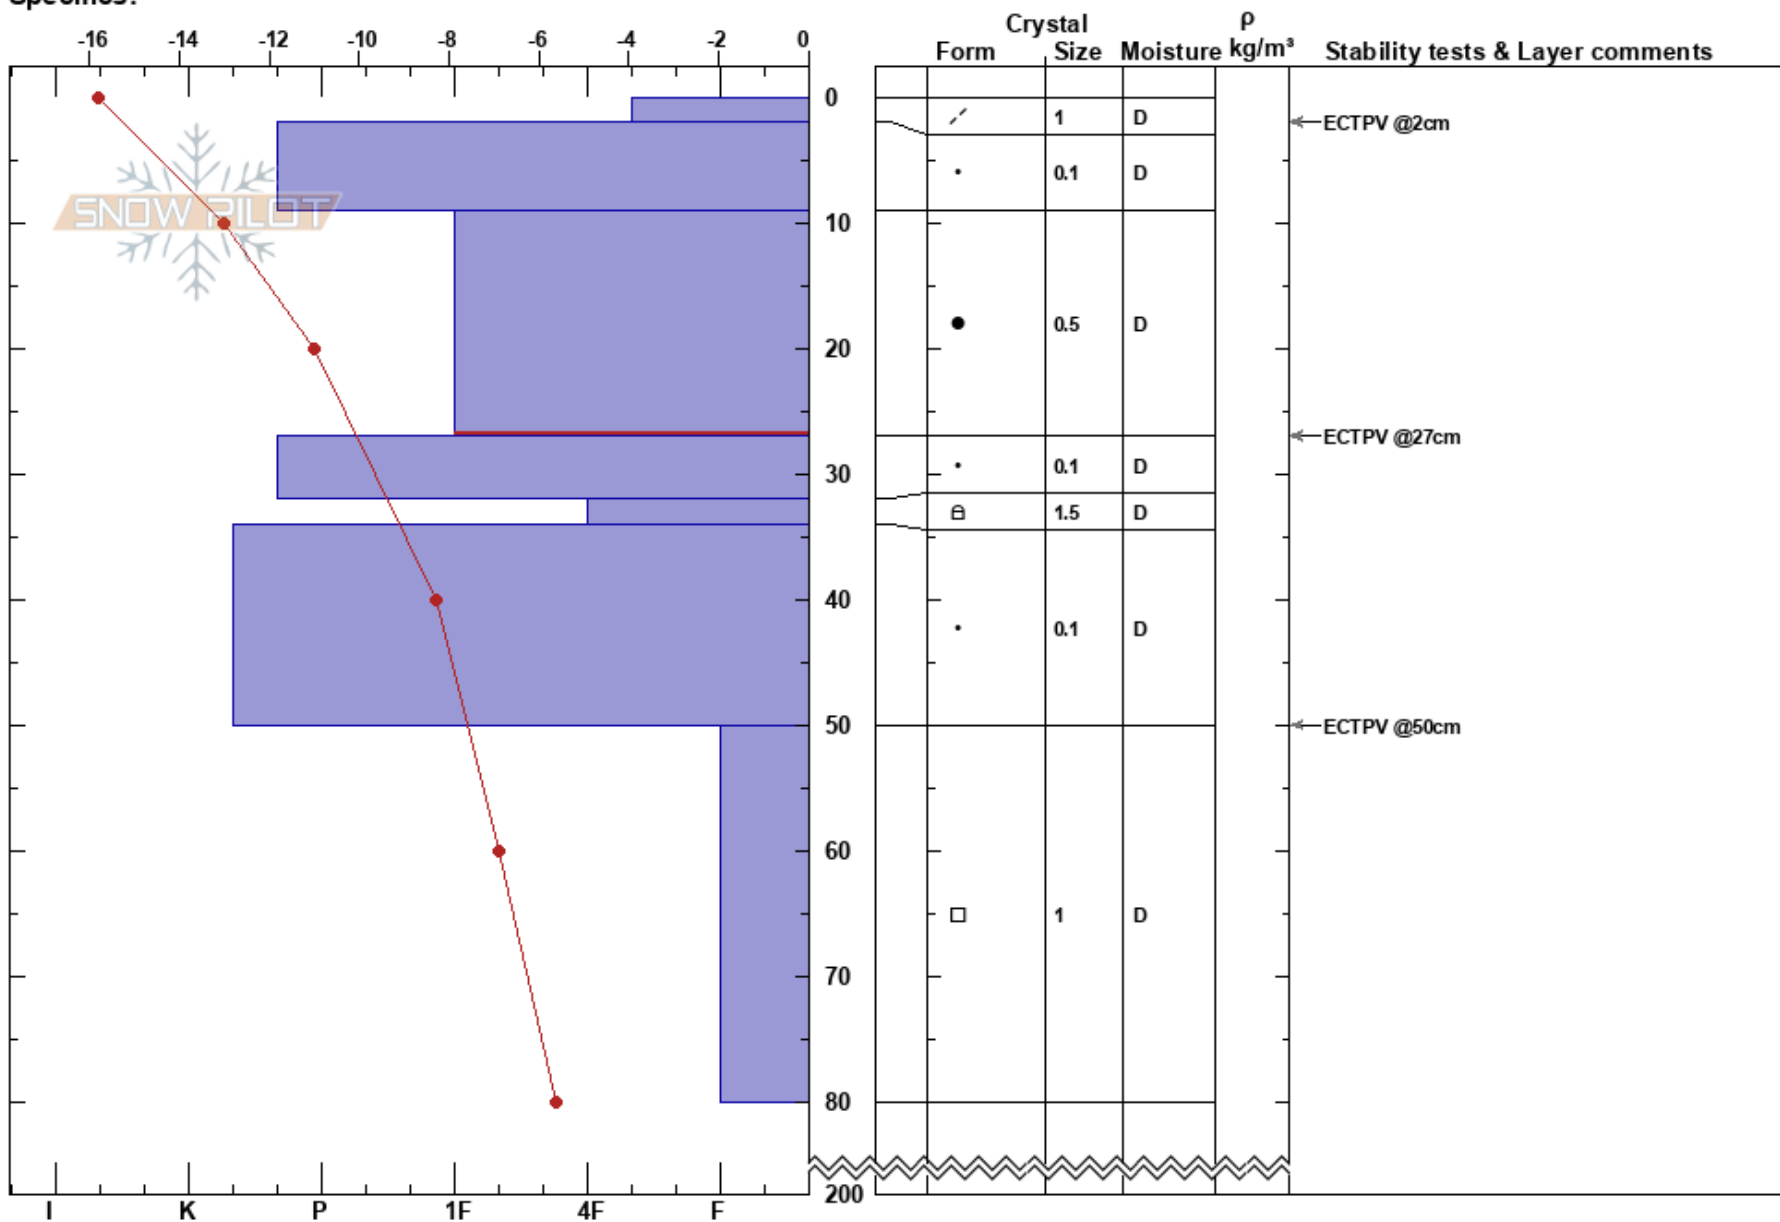 Specifics:
-16 -14 -12 -10 -8 -6 -4 -2 0
Crystal ρ
Form Size Moisture kg/m³ Stability tests & Layer comments
0
1 D
ECTPV @2cm
0.1 D
SNOW PILOT
10
0.5 D
20
ECTPV @27cm
0.1 D
30
1.5 D
40
0.1 D
50
ECTPV @50cm
60
1 D
70
80
200
I K P 1F 4F F